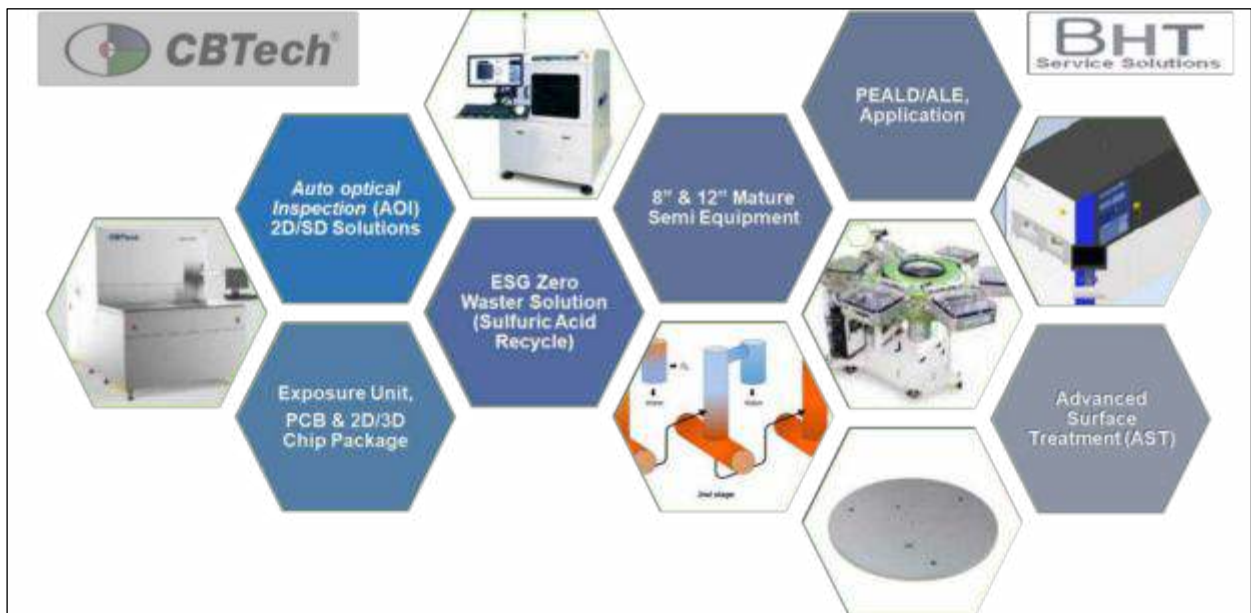 CBTech®
BHT
Service Solutions
PEALD/ALE,
Application
Auto optical
Inspection (AOI)
2D/SD Solutions
8" & 12" Mature
Semi Equipment
CBTech
ESG Zero
Waster Solution
(Sulfuric Acid
Recycle)
Exposure Unit,
PCB & 2D/3D
Chip Package
2nd stage
Advanced
Surface
Treatment (AST)